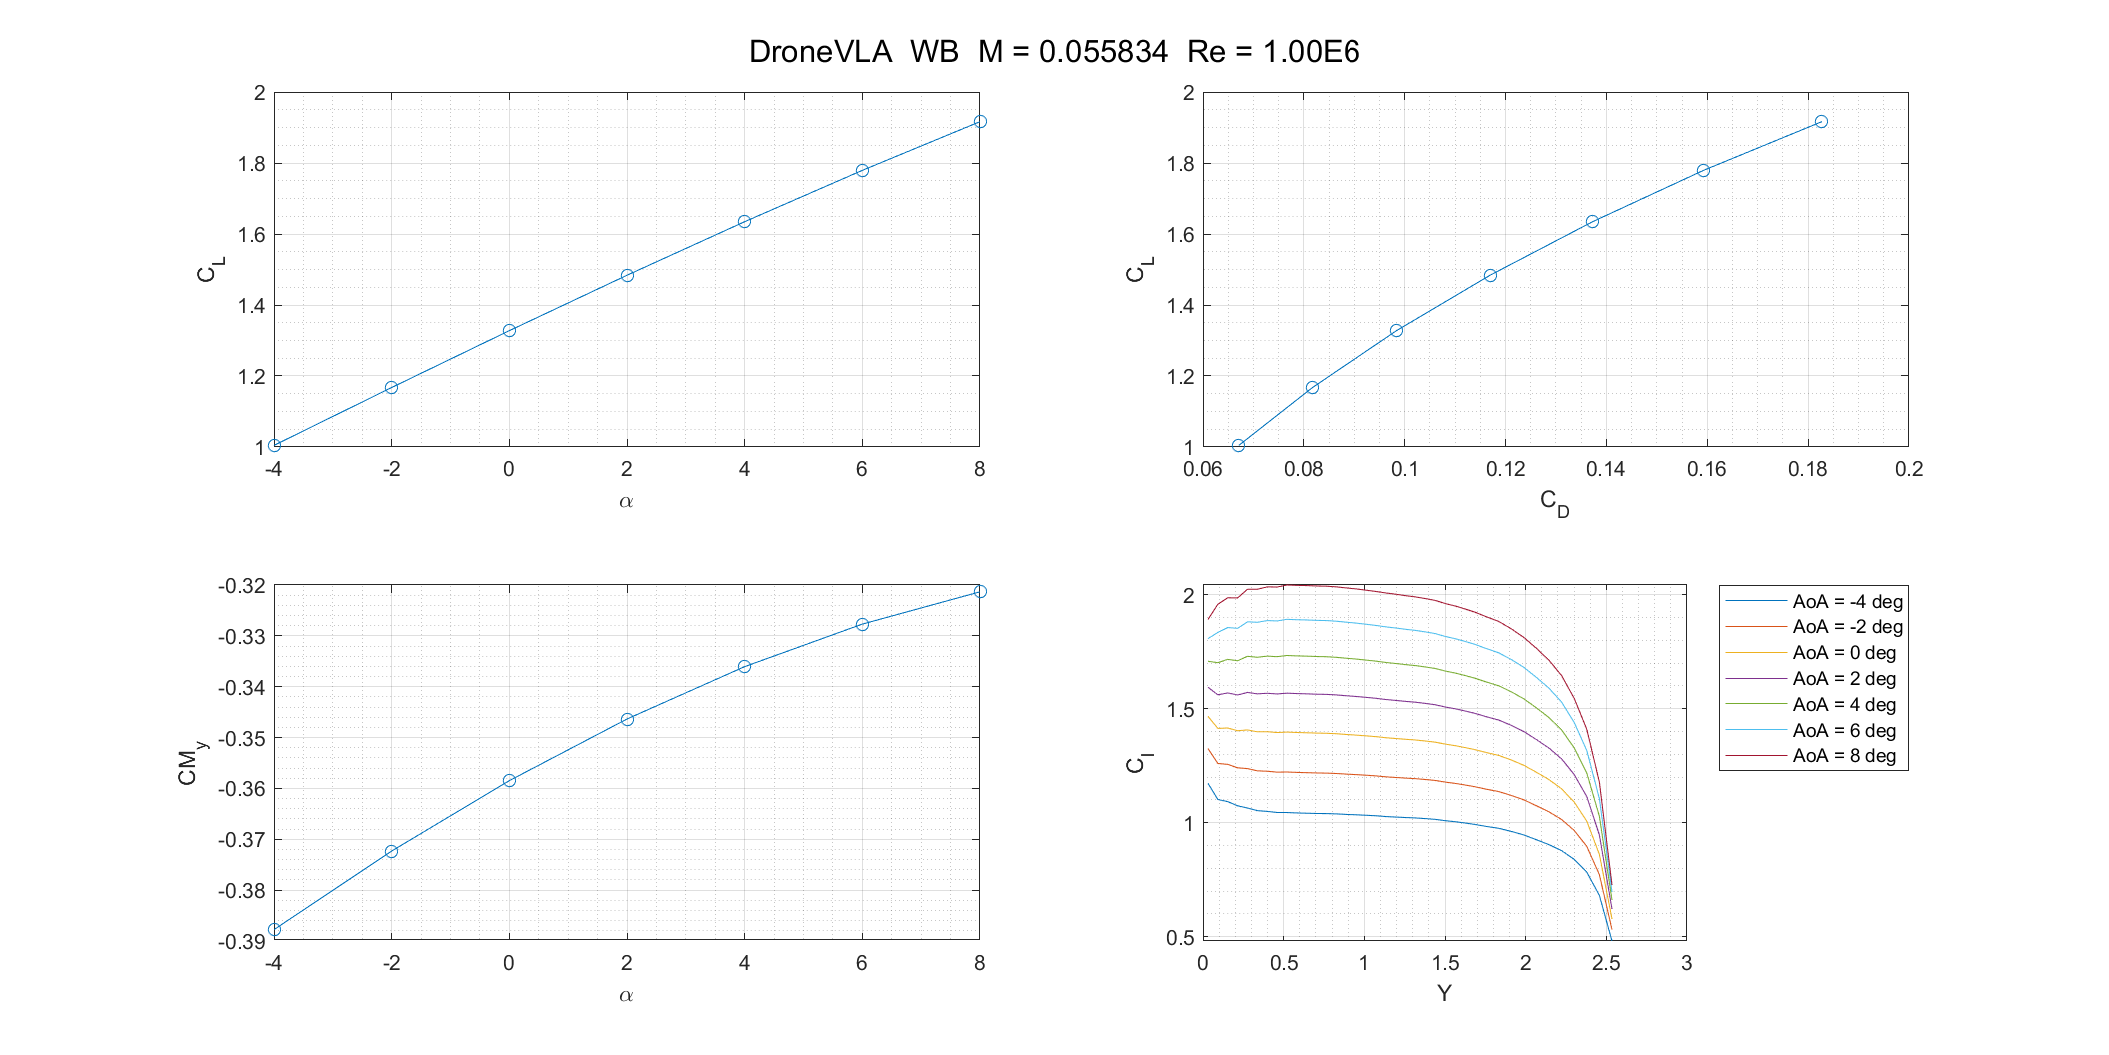 DroneVLA WB M = 0.055834 Re = 1.00E6
2
1.8
1.6
1.4
1.2
1
C_L
-4 -2 0 2 4 6 8
α
2
1.8
1.6
1.4
1.2
1
C_L
0.06 0.08 0.1 0.12 0.14 0.16 0.18 0.2
C_D
-0.32
-0.33
-0.34
-0.35
-0.36
-0.37
-0.38
-0.39
CM_y
-4 -2 0 2 4 6 8
α
2
1.5
1
0.5
C_l
0 0.5 1 1.5 2 2.5 3
Y
AoA = -4 deg
AoA = -2 deg
AoA = 0 deg
AoA = 2 deg
AoA = 4 deg
AoA = 6 deg
AoA = 8 deg